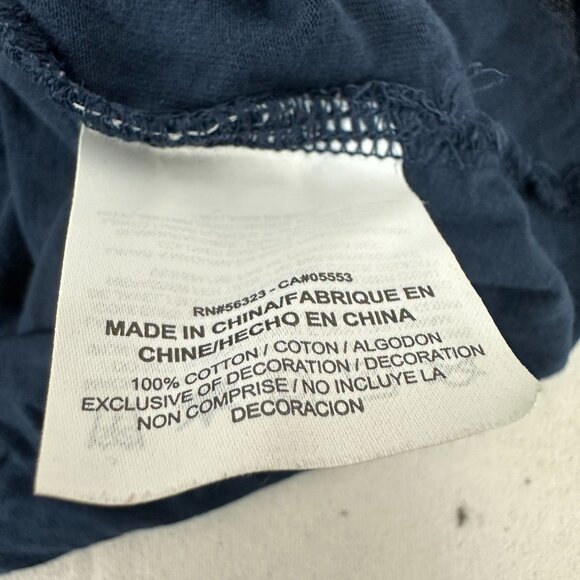 RN#56323 - CA#05553
MADE IN CHINA/FABRIQUE EN
CHINE/HECHO EN CHINA
100% COTTON / COTON / ALGODON
EXCLUSIVE OF DECORATION / DECORATION
NON COMPRISE / NO INCLUYE LA
DECORACION